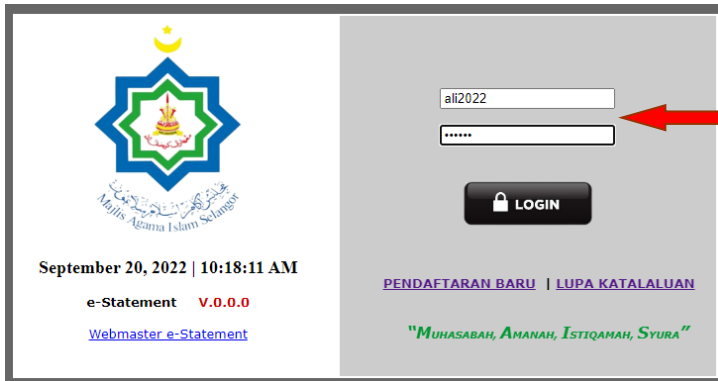 Majlis Agama Islam Selangor
September 20, 2022 | 10:18:11 AM
e-Statement V.0.0.0
Webmaster e-Statement
ali2022
••••••
LOGIN
PENDAFTARAN BARU | LUPA KATALALUAN
"MUHASABAH, AMANAH, ISTIQAMAH, SYURA"